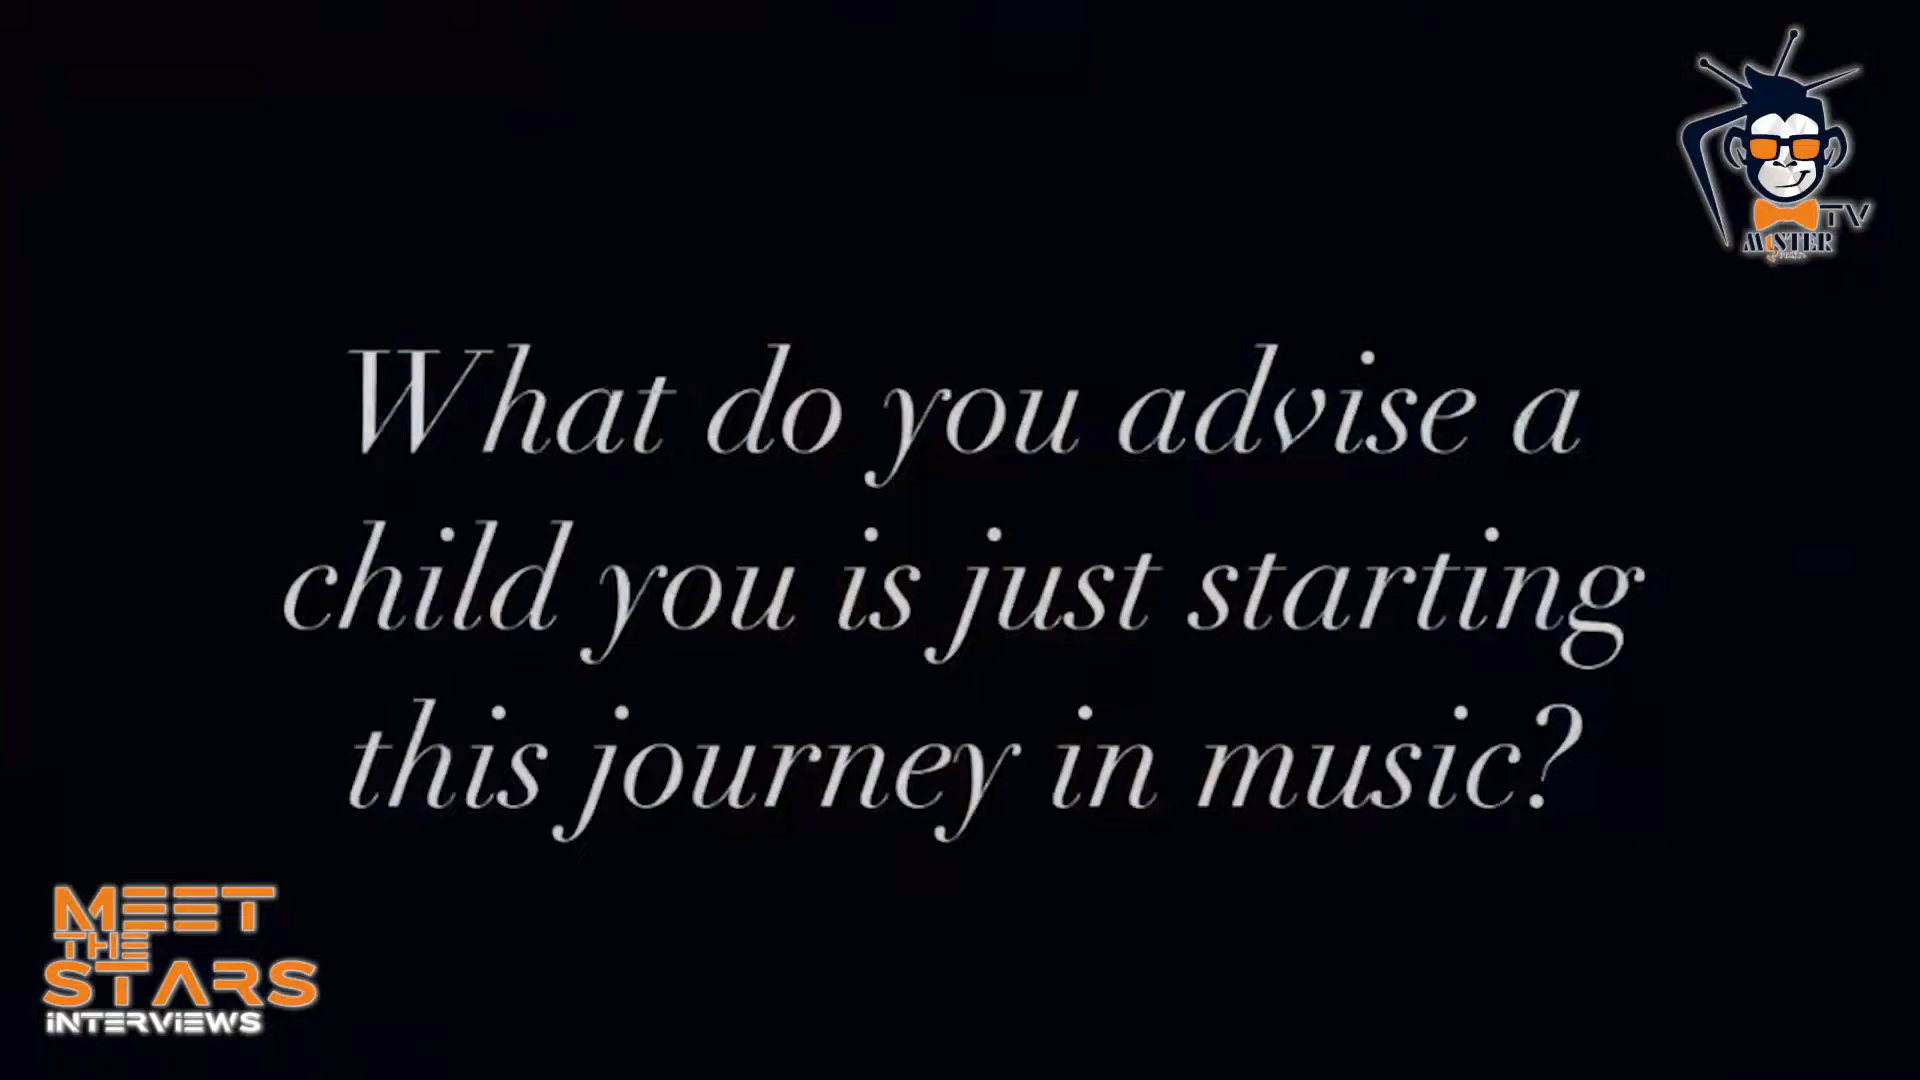 TV
MISTER
What do you advise a
child you is just starting
this journey in music?
MEET
THE
STARS
INTERVIEWS